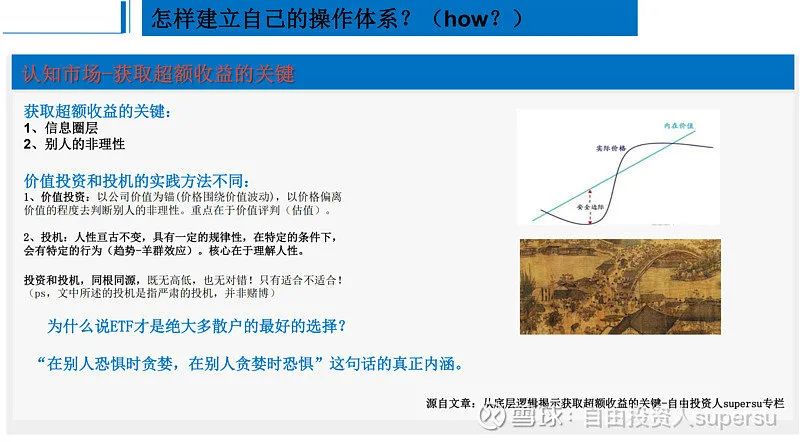 怎样建立自己的操作体系？（how？）
认知市场-获取超额收益的关键
获取超额收益的关键：
1、信息圈层
2、别人的非理性
价值投资和投机的实践方法不同：
1、价值投资：以公司价值为锚(价格围绕价值波动)，以价格偏离
价值的程度去判断别人的非理性。重点在于价值评判（估值）。
2、投机：人性亘古不变，具有一定的规律性，在特定的条件下，
会有特定的行为（趋势-羊群效应）。核心在于理解人性。
投资和投机，同根同源，既无高低，也无对错！只有适合不适合！
（ps，文中所述的投机是指严肃的投机，并非赌博）
内在价值
实际价格
安全边际
为什么说ETF才是绝大多散户的最好的选择？
“在别人恐惧时贪婪，在别人贪婪时恐惧”这句话的真正内涵。
源自文章：从底层逻辑揭示获取超额收益的关键-自由投资人supersu专栏
雪球：自由投资人supersu